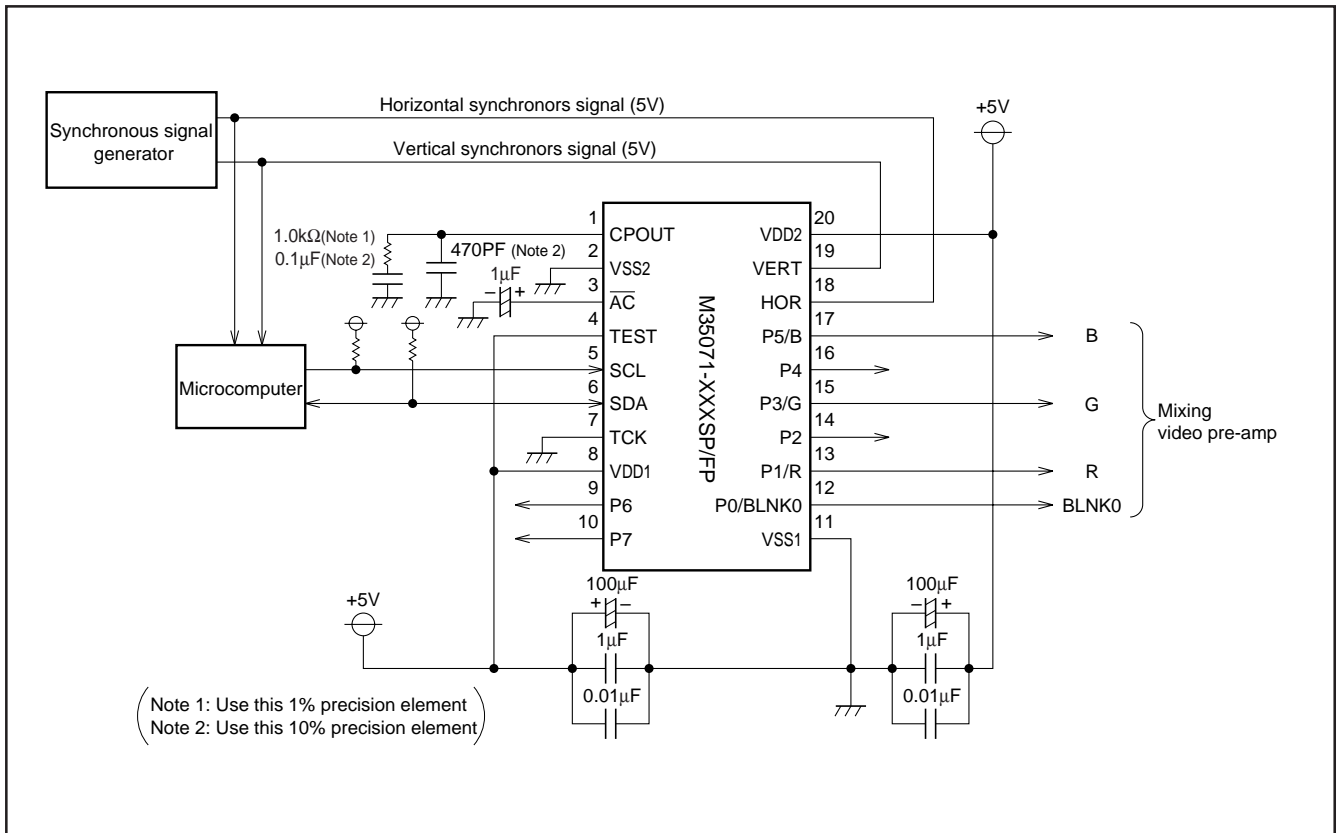 Horizontal synchronors signal (5V)
+5V
Synchronous signal
generator
Vertical synchronors signal (5V)
1.0kΩ(Note 1)
0.1μF(Note 2)
470PF (Note 2)
1μF
− +
Microcomputer
M35071-XXXSP/FP
1 CPOUT
2 VSS2
3 A̅C̅
4 TEST
5 SCL
6 SDA
7 TCK
8 VDD1
9 P6
10 P7
20 VDD2
19 VERT
18 HOR
17 P5/B
16 P4
15 P3/G
14 P2
13 P1/R
12 P0/BLNK0
11 VSS1
B
G
R
BLNK0
Mixing
video pre-amp
+5V
100μF
+ −
1μF
0.01μF
100μF
− +
1μF
0.01μF
Note 1: Use this 1% precision element
Note 2: Use this 10% precision element